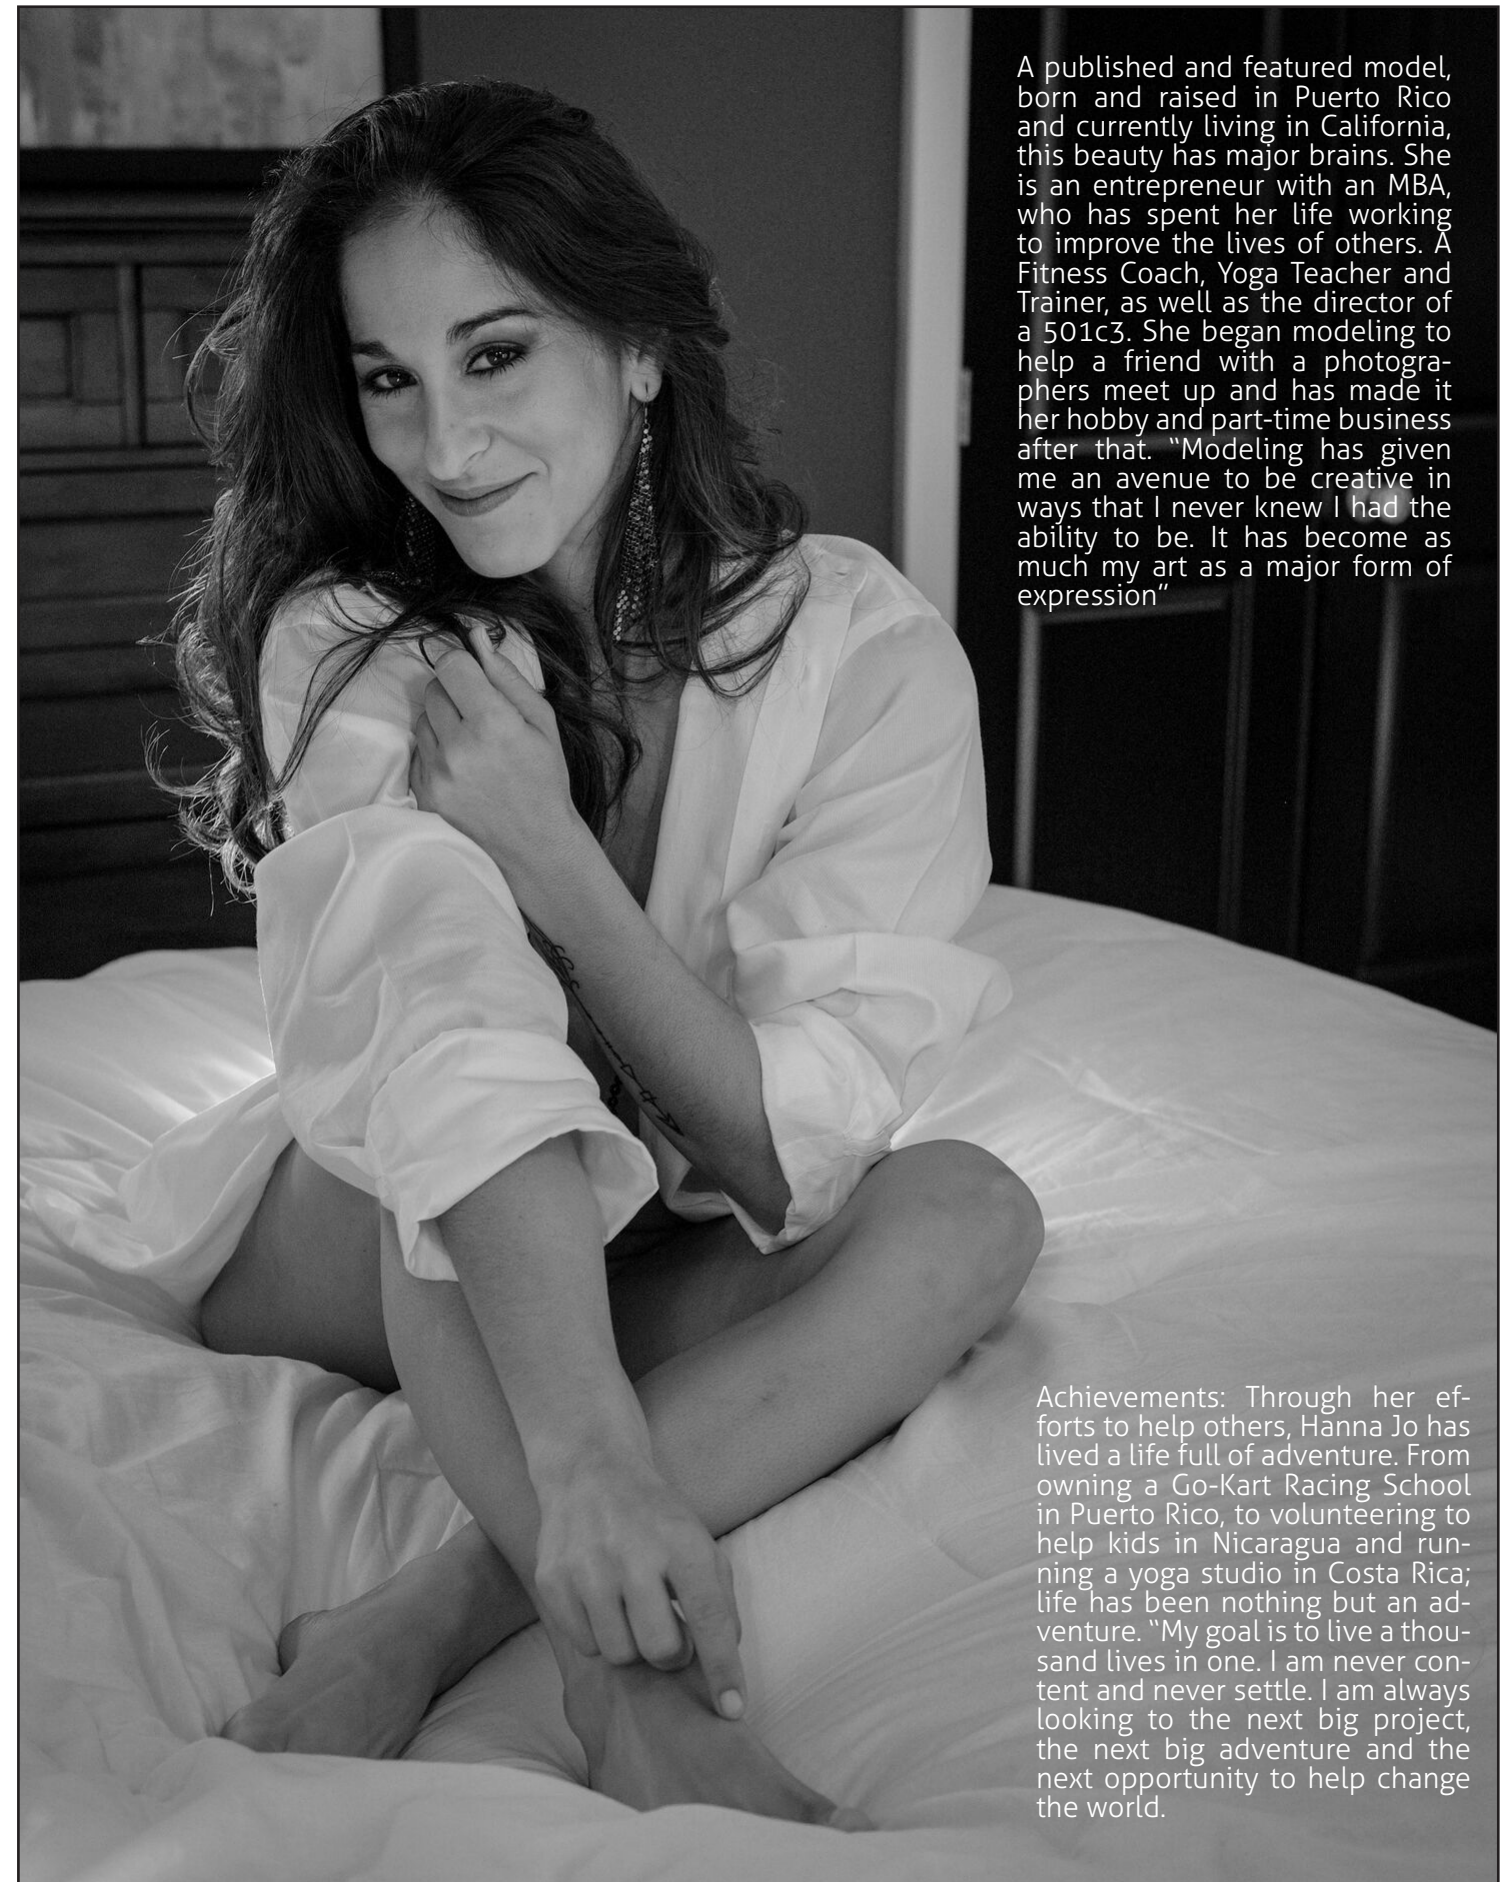 A published and featured model,
born and raised in Puerto Rico
and currently living in California,
this beauty has major brains. She
is an entrepreneur with an MBA,
who has spent her life working
to improve the lives of others. A
Fitness Coach, Yoga Teacher and
Trainer, as well as the director of
a 501c3. She began modeling to
help a friend with a photogra-
phers meet up and has made it
her hobby and part-time business
after that. “Modeling has given
me an avenue to be creative in
ways that I never knew I had the
ability to be. It has become as
much my art as a major form of
expression”
Achievements: Through her ef-
forts to help others, Hanna Jo has
lived a life full of adventure. From
owning a Go-Kart Racing School
in Puerto Rico, to volunteering to
help kids in Nicaragua and run-
ning a yoga studio in Costa Rica;
life has been nothing but an ad-
venture. “My goal is to live a thou-
sand lives in one. I am never con-
tent and never settle. I am always
looking to the next big project,
the next big adventure and the
next opportunity to help change
the world.